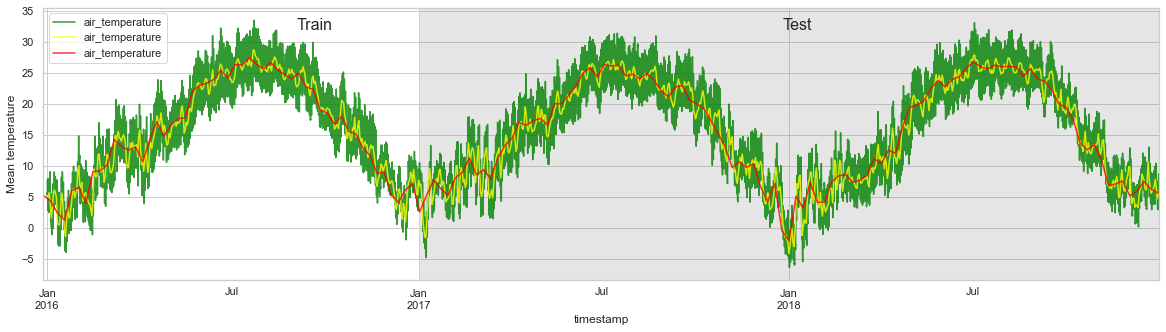 35
30
25
20
15
10
5
0
−5
Mean temperature
air_temperature
air_temperature
air_temperature
Train
Test
Jan
2016
Jul
Jan
2017
Jul
Jan
2018
Jul
timestamp